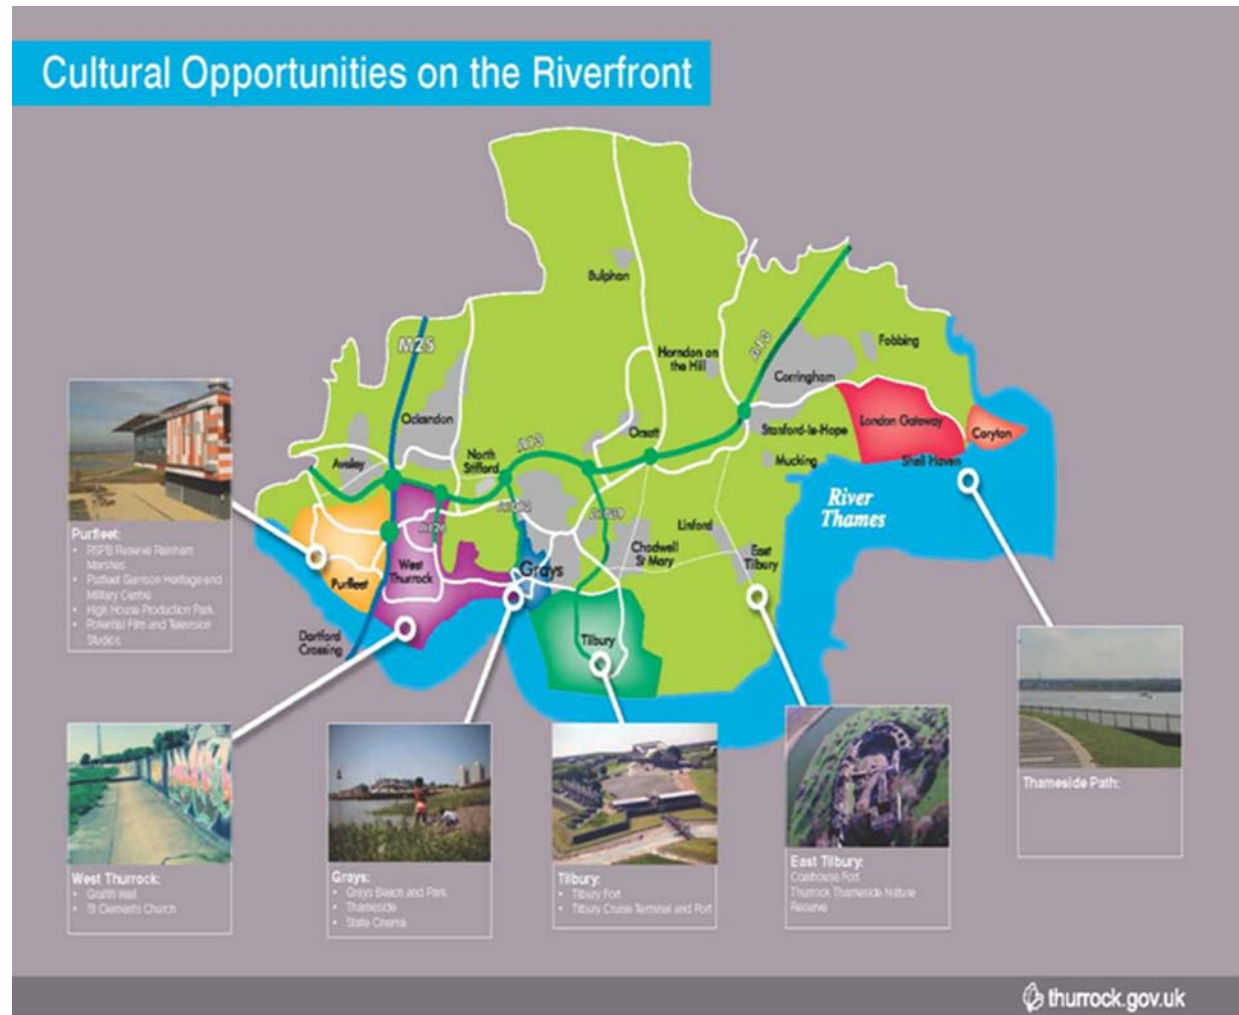 Cultural Opportunities on the Riverfront
Bulphan
M25
Horndon on
the Hill
A13
Fobbing
Corringham
Ockendon
Orsett
A13
London Gateway
Coryton
Stanford-le-Hope
Aveley
North
Stifford
Mucking
Shell Haven
River
Thames
Linford
Chadwell
St Mary
East
Tilbury
West
Thurrock
Grays
Purfleet
Dartford
Crossing
Tilbury
Purfleet:
• RSPB Reserve Rainham
Marshes
• Purfleet Garrison Heritage and
Military Centre
• High House Production Park
• Potential Film and Television
Studios
West Thurrock:
• Graffiti Wall
• St Clements Church
Grays:
• Grays Beach and Park
• Thameside
• State Cinema
Tilbury:
• Tilbury Fort
• Tilbury Cruise Terminal and Port
East Tilbury:
Coalhouse Fort
Thurrock Thameside Nature
Reserve
Thameside Path:
thurrock.gov.uk